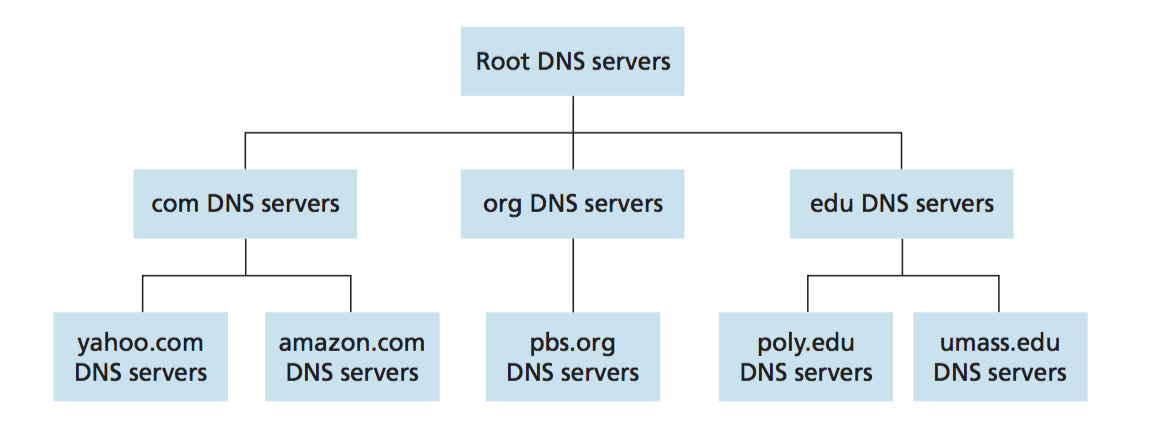 Root DNS servers
com DNS servers
org DNS servers
edu DNS servers
yahoo.com
DNS servers
amazon.com
DNS servers
pbs.org
DNS servers
poly.edu
DNS servers
umass.edu
DNS servers